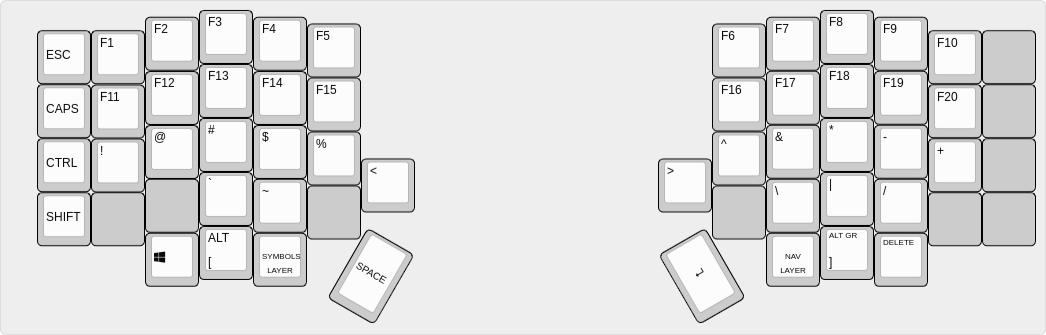 ESC F1 F2 F3 F4 F5 F6 F7 F8 F9 F10
CAPS F11 F12 F13 F14 F15 F16 F17 F18 F19 F20
CTRL ! @ # $ % ^ & * - +
< >
SHIFT ` ~ \ | /
ALT
[
SYMBOLS
LAYER
SPACE
↵
NAV
LAYER
ALT GR
]
DELETE